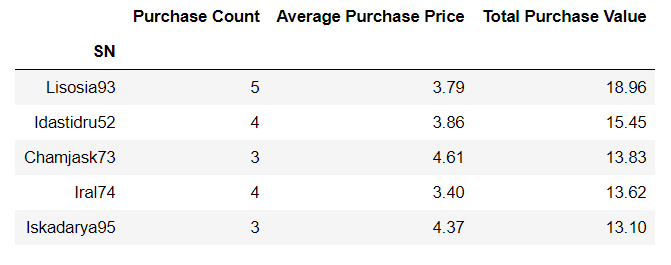 Purchase Count Average Purchase Price Total Purchase Value
SN
Lisosia93 5 3.79 18.96
Idastidru52 4 3.86 15.45
Chamjask73 3 4.61 13.83
Iral74 4 3.40 13.62
Iskadarya95 3 4.37 13.10